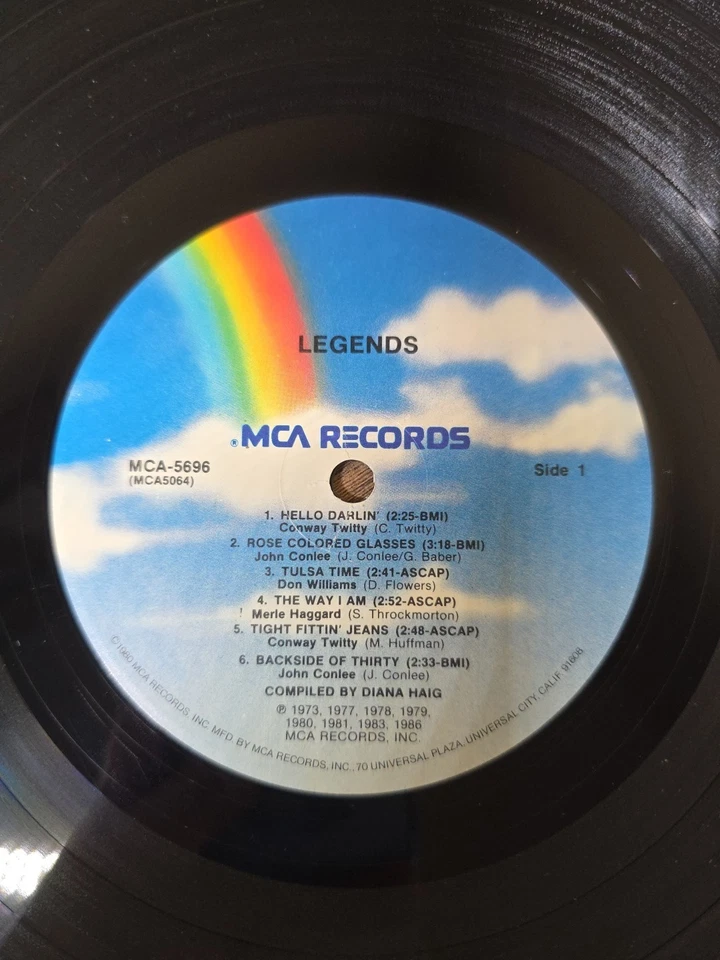 LEGENDS
®MCA RECORDS
MCA-5696
(MCA5064)
Side 1
1. HELLO DARLIN' (2:25-BMI)
Conway Twitty (C. Twitty)
2. ROSE COLORED GLASSES (3:18-BMI)
John Conlee (J. Conlee/G. Baber)
3. TULSA TIME (2:41-ASCAP)
Don Williams (D. Flowers)
4. THE WAY I AM (2:52-ASCAP)
Merle Haggard (S. Throckmorton)
5. TIGHT FITTIN' JEANS (2:48-ASCAP)
Conway Twitty (M. Huffman)
6. BACKSIDE OF THIRTY (2:33-BMI)
John Conlee (J. Conlee)
COMPILED BY DIANA HAIG
℗ 1973, 1977, 1978, 1979,
1980, 1981, 1983, 1986
MCA RECORDS, INC.
©1980 MCA RECORDS, INC. MFD. BY MCA RECORDS, INC., 70 UNIVERSAL PLAZA, UNIVERSAL CITY, CALIF. 91608